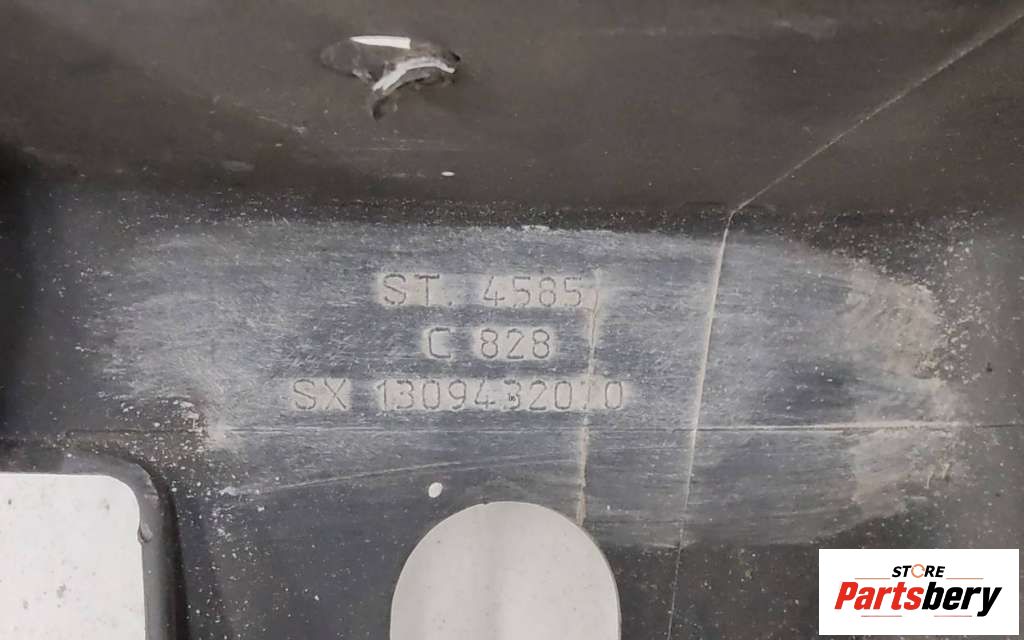 ST. 4585
C 828
SX 1309432070
STORE
Partsbery